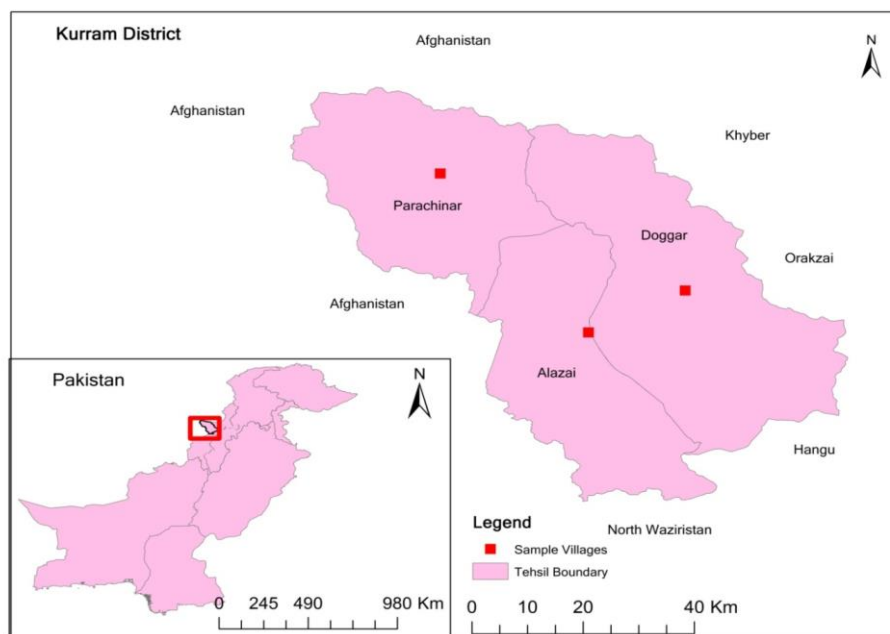 Kurram District
Afghanistan
N
Afghanistan
Khyber
Parachinar
Doggar
Orakzai
Afghanistan
Alazai
Hangu
North Waziristan
Pakistan
N
0 245 490 980 Km
Legend
Sample Villages
Tehsil Boundary
0 10 20 40 Km